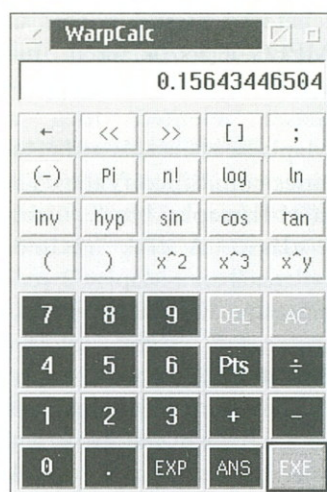 WarpCalc
0.15643446504
← << >> [] ;
(-) Pi n! log ln
inv hyp sin cos tan
( ) x^2 x^3 x^y
7 8 9 DEL AC
4 5 6 Pts ÷
1 2 3 + -
0 . EXP ANS EXE